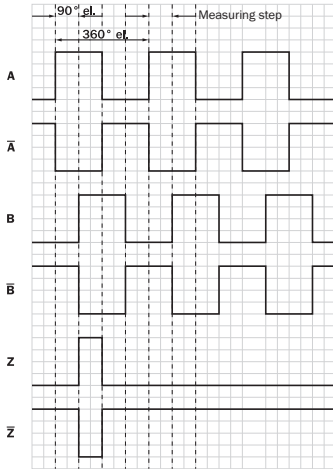 90° el.
Measuring step
360° el.
A
A̅
B
B̅
Z
Z̅